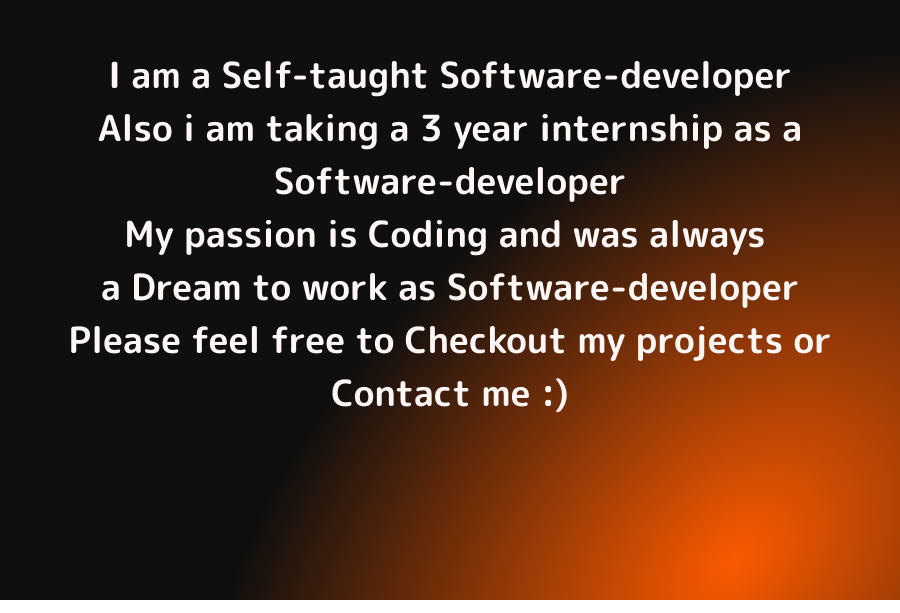 I am a Self-taught Software-developer
Also i am taking a 3 year internship as a
Software-developer
My passion is Coding and was always
a Dream to work as Software-developer
Please feel free to Checkout my projects or
Contact me :)